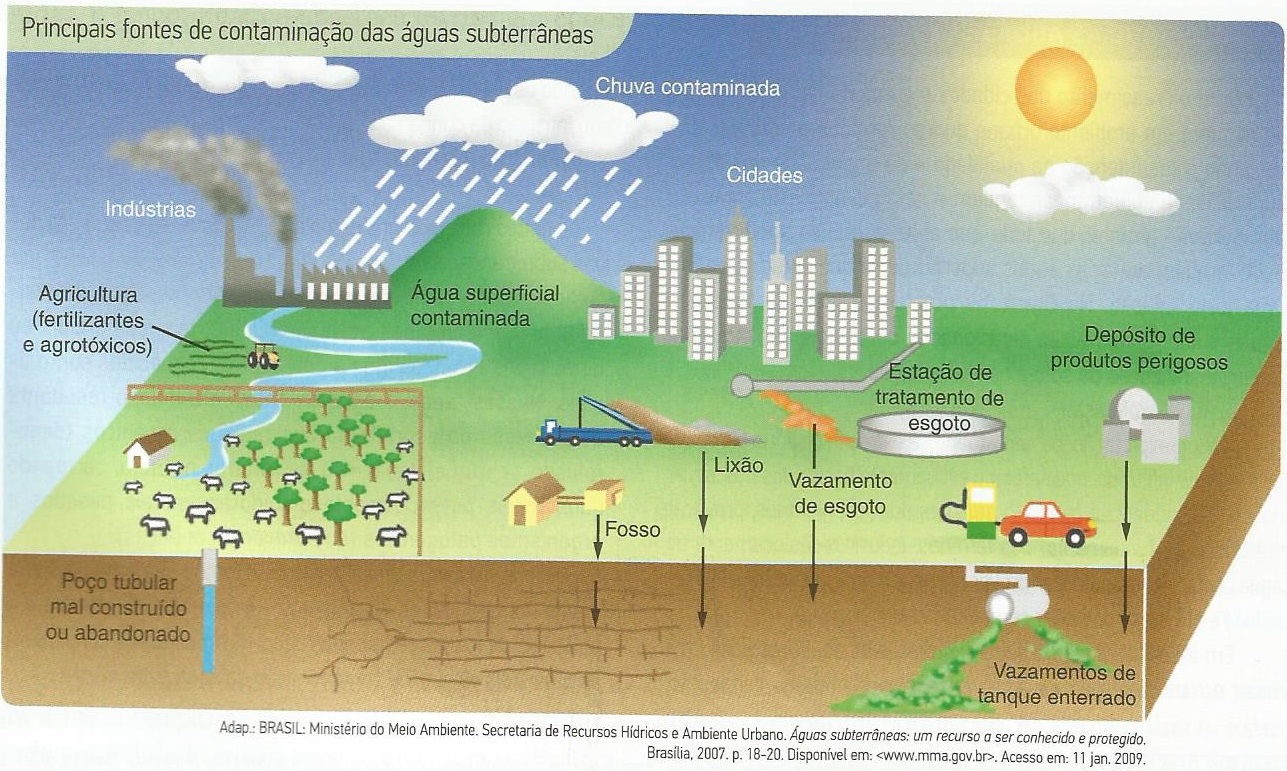 Principais fontes de contaminação das águas subterrâneas
Chuva contaminada
Cidades
Indústrias
Agricultura
(fertilizantes
e agrotóxicos)
Água superficial
contaminada
Depósito de
produtos perigosos
Estação de
tratamento de
esgoto
Lixão
Vazamento
de esgoto
Fosso
Poço tubular
mal construído
ou abandonado
Vazamentos de
tanque enterrado
Adap.: BRASIL: Ministério do Meio Ambiente. Secretaria de Recursos Hídricos e Ambiente Urbano. Águas subterrâneas: um recurso a ser conhecido e protegido.
Brasília, 2007. p. 18-20. Disponível em: <www.mma.gov.br>. Acesso em: 11 jan. 2009.